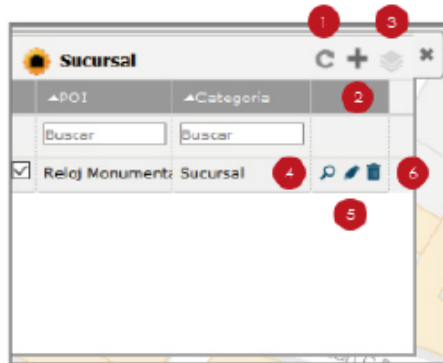 1 3
Sucursal
POI Categoria 2
Buscar Buscar
Reloj Monumenta Sucursal 4 6
5